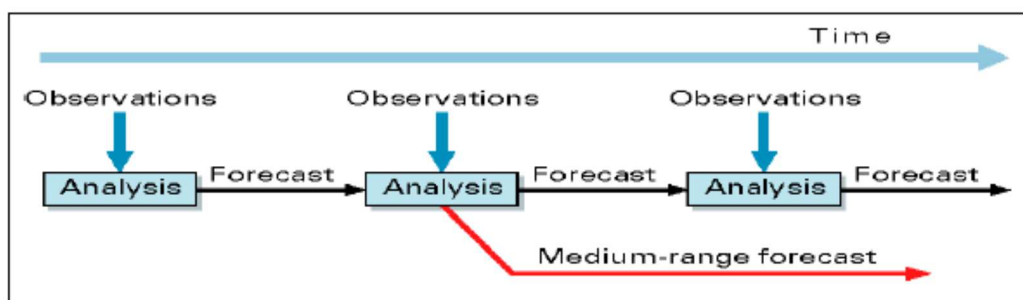 Time
Observations Observations Observations
Analysis Forecast Analysis Forecast Analysis Forecast
Medium-range forecast